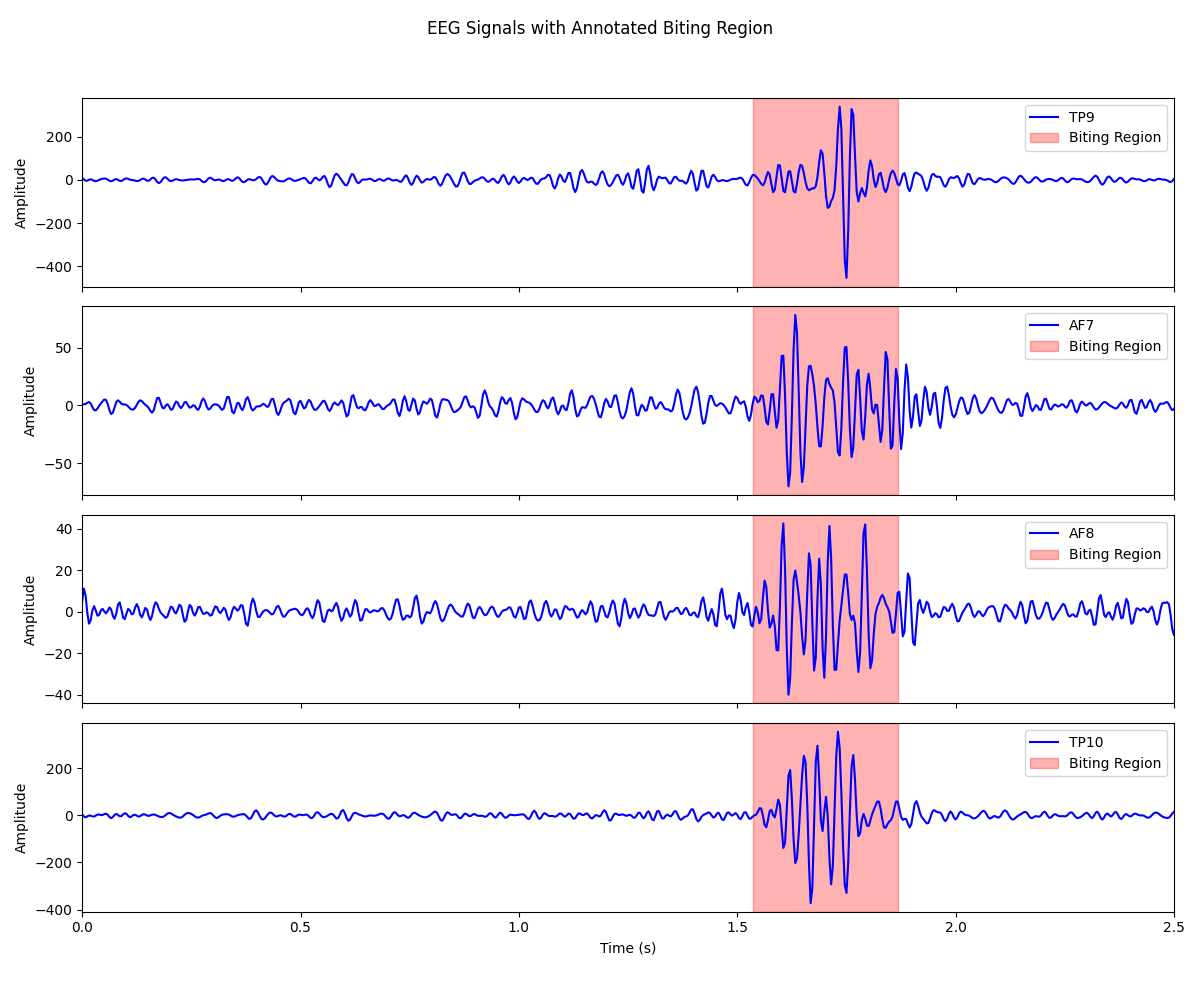 EEG Signals with Annotated Biting Region
TP9
Biting Region
Amplitude
200
0
−200
−400
AF7
Biting Region
Amplitude
50
0
−50
AF8
Biting Region
Amplitude
40
20
0
−20
−40
TP10
Biting Region
Amplitude
200
0
−200
−400
0.0 0.5 1.0 1.5 2.0 2.5
Time (s)